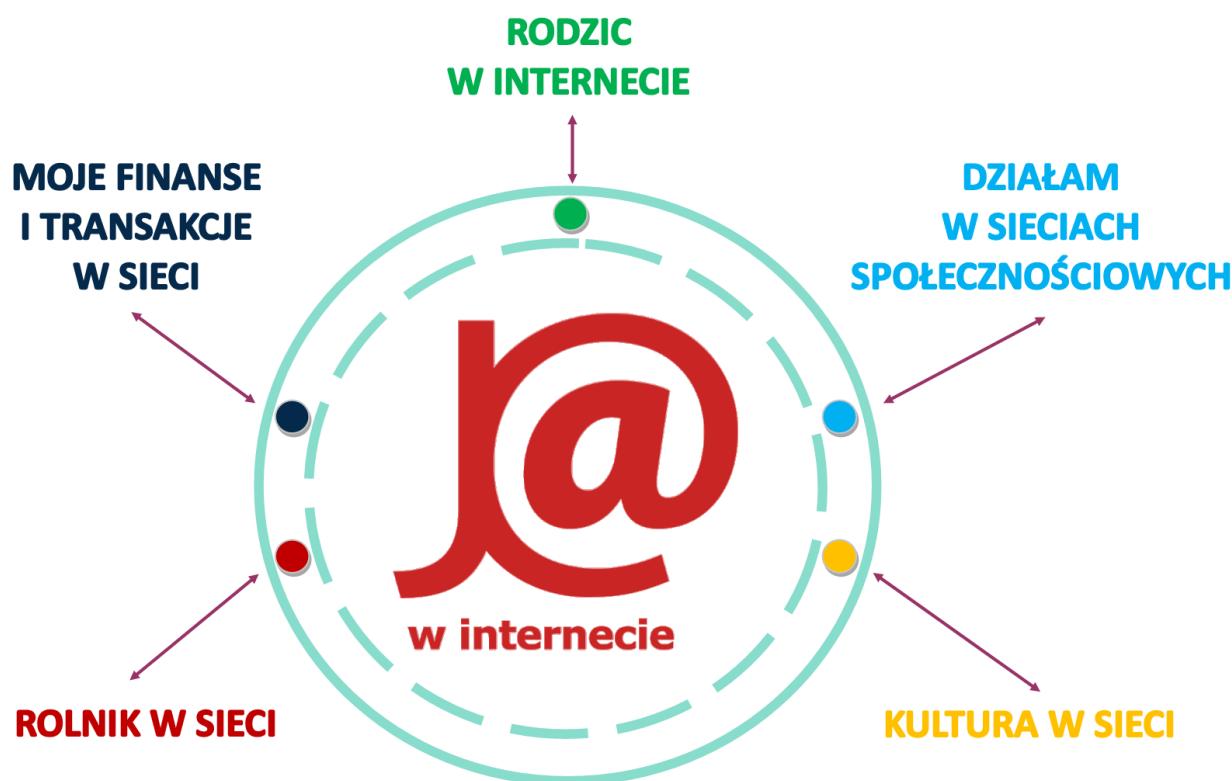 RODZIC
W INTERNECIE
MOJE FINANSE
I TRANSAKCJE
W SIECI
DZIAŁAM
W SIECIACH
SPOŁECZNOŚCIOWYCH
J@
w internecie
ROLNIK W SIECI
KULTURA W SIECI